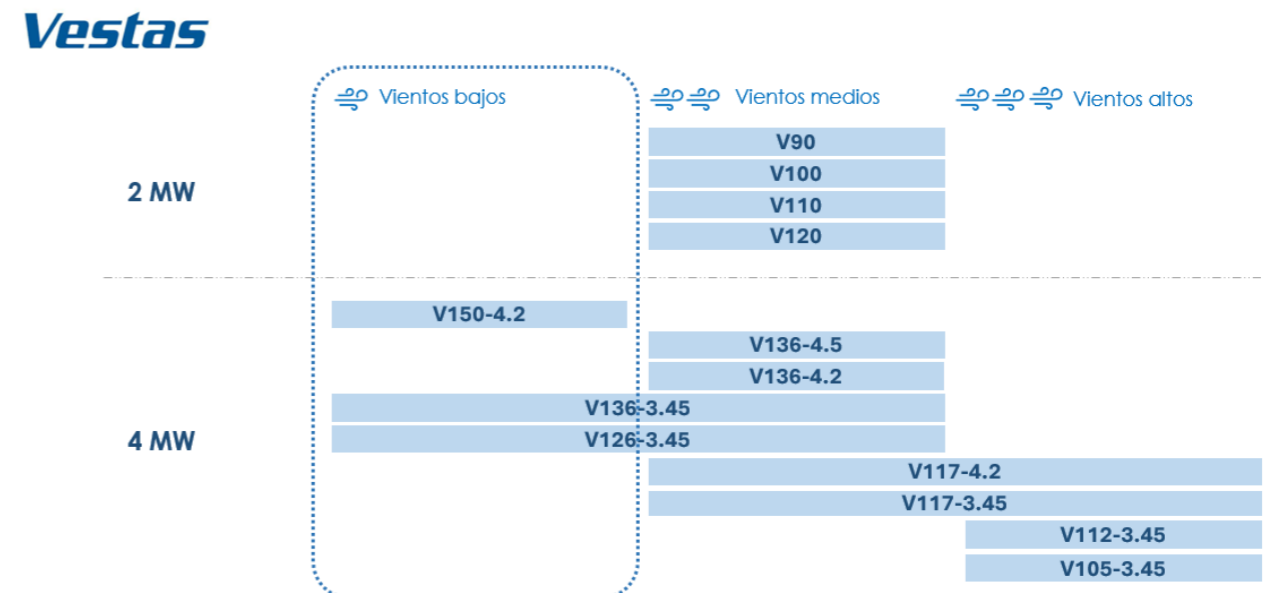 Vestas
Vientos bajos
Vientos medios
Vientos altos
2 MW
V90
V100
V110
V120
4 MW
V150-4.2
V136-4.5
V136-4.2
V136-3.45
V126-3.45
V117-4.2
V117-3.45
V112-3.45
V105-3.45